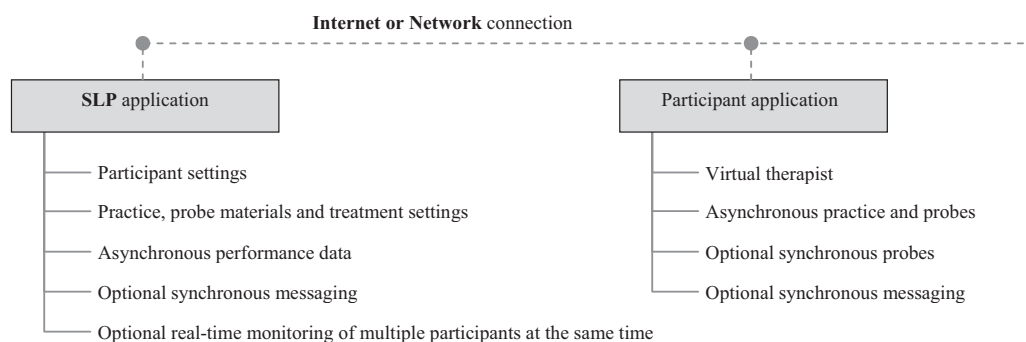 Internet or Network connection
SLP application
Participant settings
Practice, probe materials and treatment settings
Asynchronous performance data
Optional synchronous messaging
Optional real-time monitoring of multiple participants at the same time
Participant application
Virtual therapist
Asynchronous practice and probes
Optional synchronous probes
Optional synchronous messaging